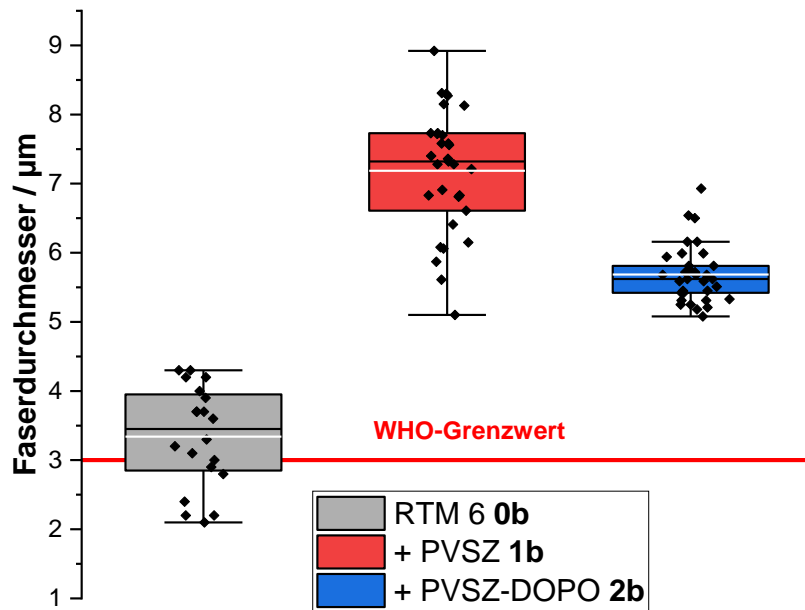 Faserdurchmesser / µm
9
8
7
6
5
4
3
2
1
WHO-Grenzwert
RTM 6 0b
+ PVSZ 1b
+ PVSZ-DOPO 2b